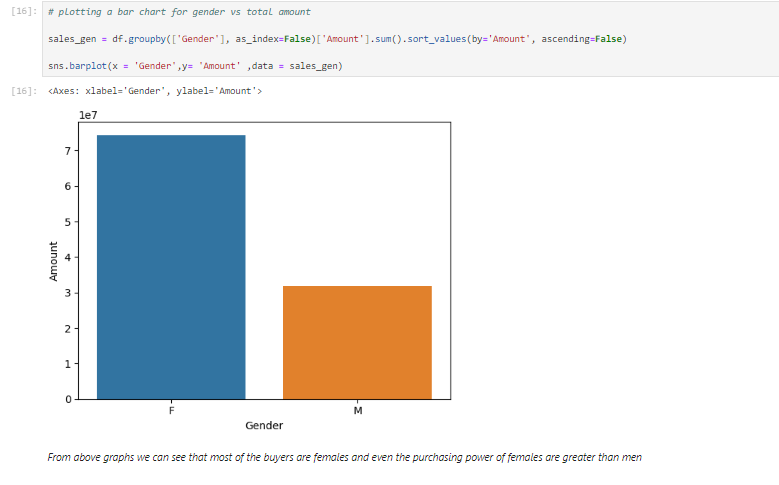 [16]: # plotting a bar chart for gender vs total amount
sales_gen = df.groupby(['Gender'], as_index=False)['Amount'].sum().sort_values(by='Amount', ascending=False)
sns.barplot(x = 'Gender',y= 'Amount' ,data = sales_gen)
[16]: <Axes: xlabel='Gender', ylabel='Amount'>
1e7
7
6
5
4
3
2
1
0
Amount
F M
Gender
From above graphs we can see that most of the buyers are females and even the purchasing power of females are greater than men